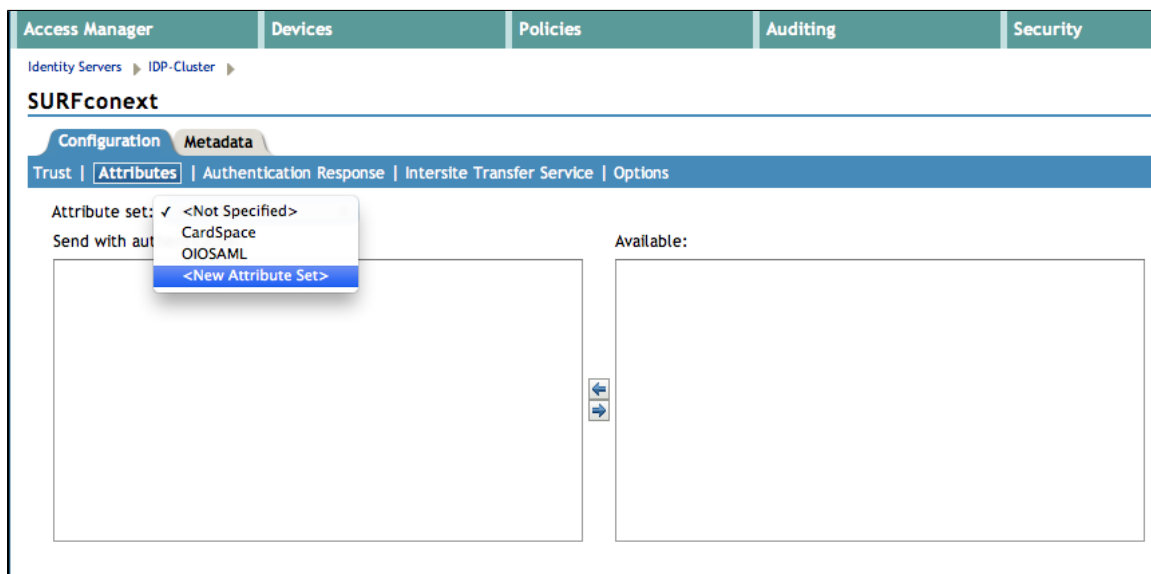 Access Manager Devices Policies Auditing Security
Identity Servers IDP-Cluster
SURFconext
Configuration Metadata
Trust | Attributes | Authentication Response | Intersite Transfer Service | Options
Attribute set: ✓ <Not Specified>
CardSpace
Send with aut Available:
OIOSAML
<New Attribute Set>